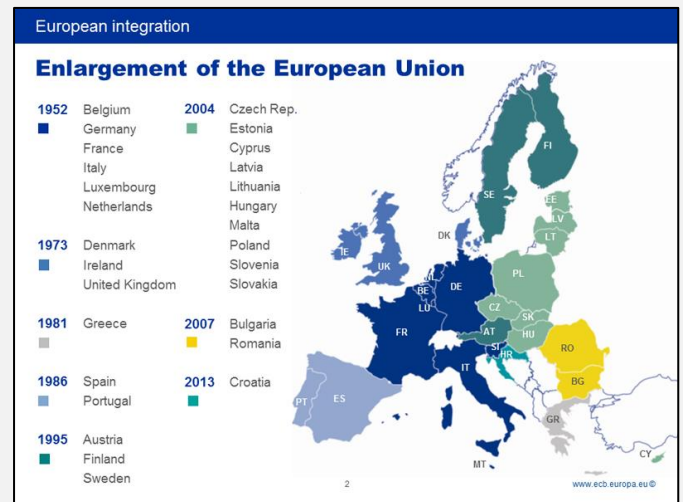 European integration
Enlargement of the European Union
1952 Belgium
Germany
France
Italy
Luxembourg
Netherlands
1973 Denmark
Ireland
United Kingdom
1981 Greece
1986 Spain
Portugal
1995 Austria
Finland
Sweden
2004 Czech Rep.
Estonia
Cyprus
Latvia
Lithuania
Hungary
Malta
Poland
Slovenia
Slovakia
2007 Bulgaria
Romania
2013 Croatia
FI
SE
EE
LV
LT
DK
IE
UK
NL
BE
LU
DE
PL
CZ
SK
AT
HU
FR
SI
HR
RO
IT
BG
PT
ES
GR
MT
CY
2
www.ecb.europa.eu ©